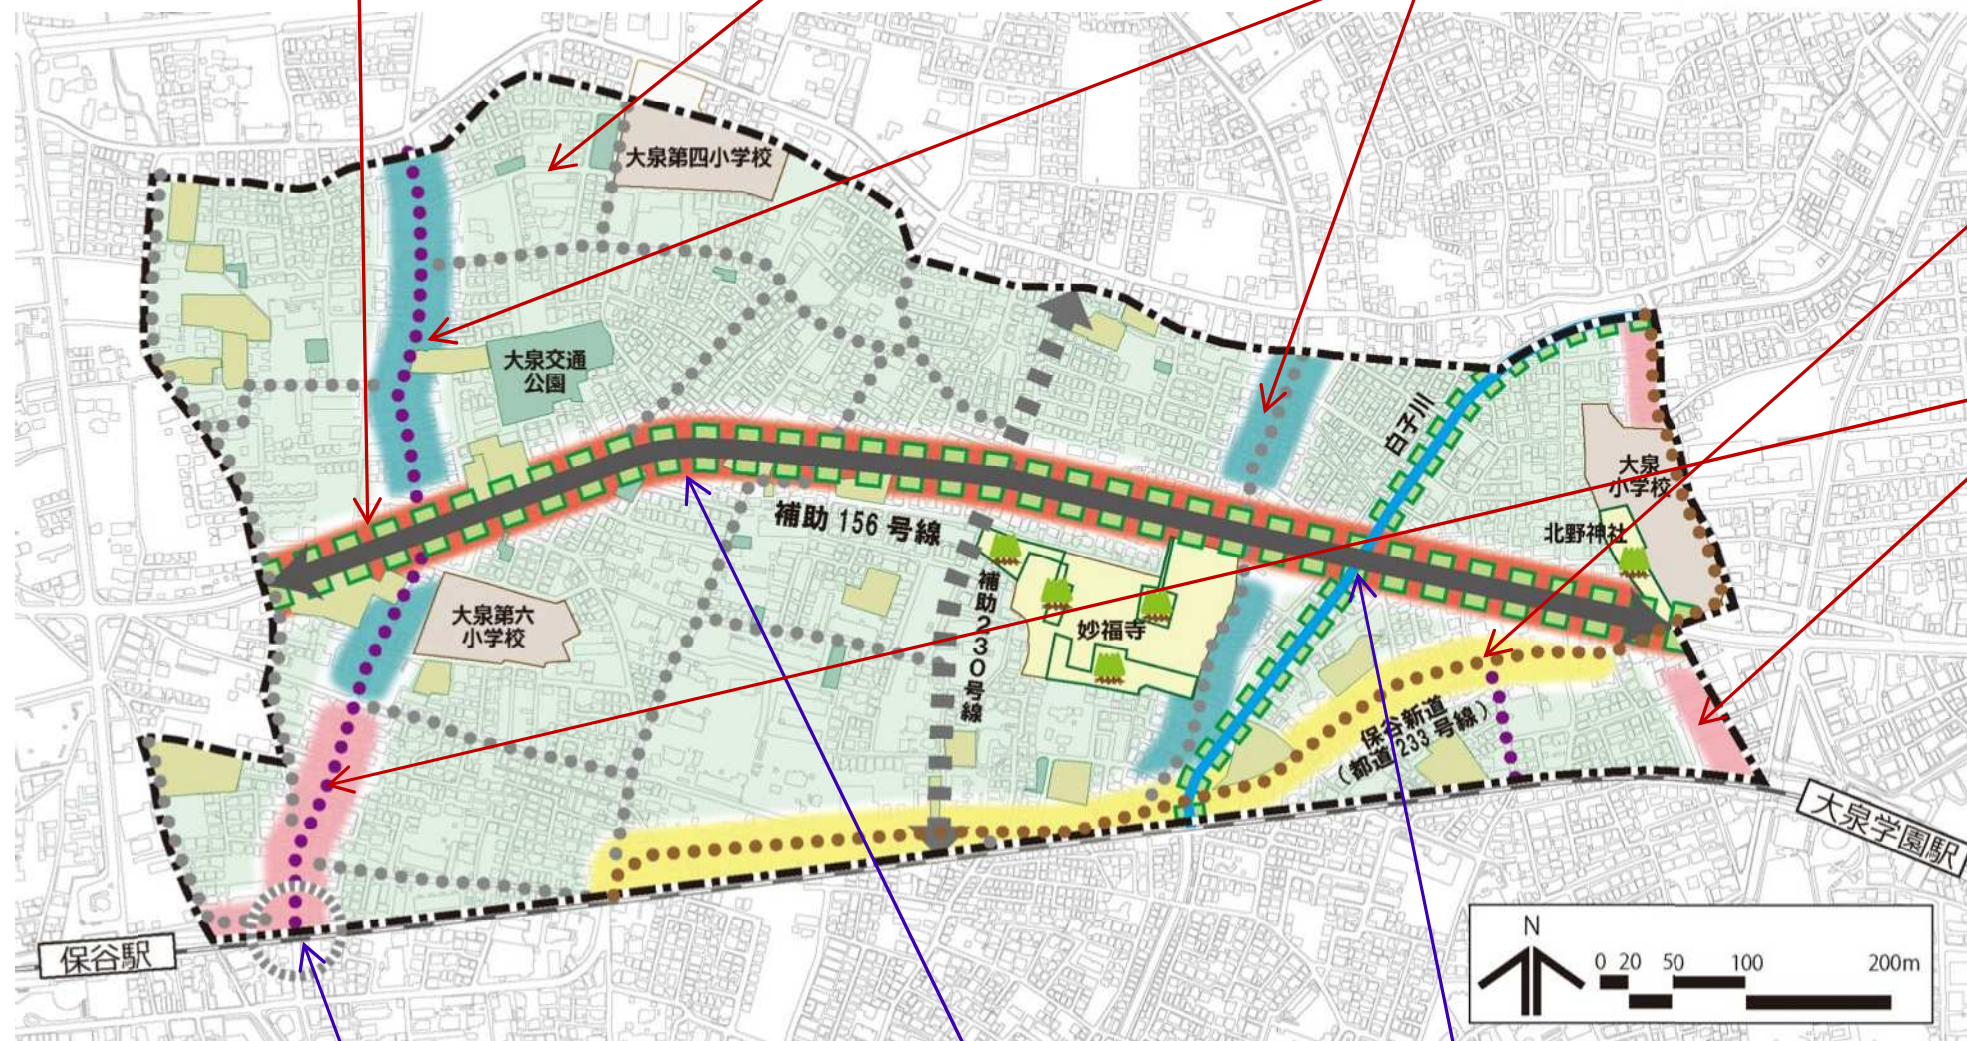 大泉第四小学校
大泉交通
公園
白子川
大泉
小学校
北野神社
補助 156 号線
補助230号線
大泉第六
小学校
妙福寺
保谷新道
(都道 233 号線)
大泉学園駅
保谷駅
N
0 20 50 100 200m